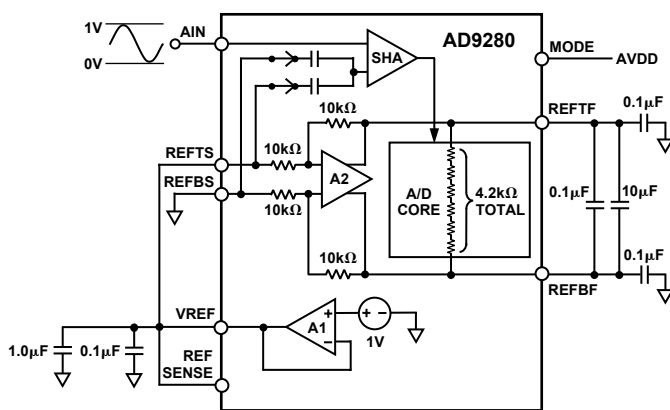 1V
0V
AIN
SHA
AD9280
MODE
AVDD
10kΩ
REFTF
0.1μF
REFTS
10kΩ
REFBS
10kΩ
A2
A/D
CORE
4.2kΩ
TOTAL
0.1μF
10μF
10kΩ
0.1μF
REFBF
VREF
A1
+
−
+ −
1V
1.0μF
0.1μF
REF
SENSE